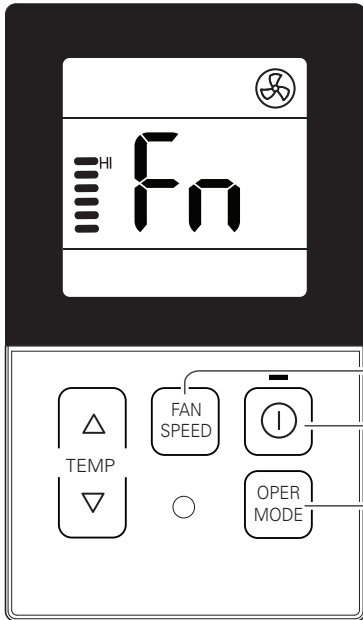 HI
Fn
FAN
SPEED
TEMP
OPER
MODE